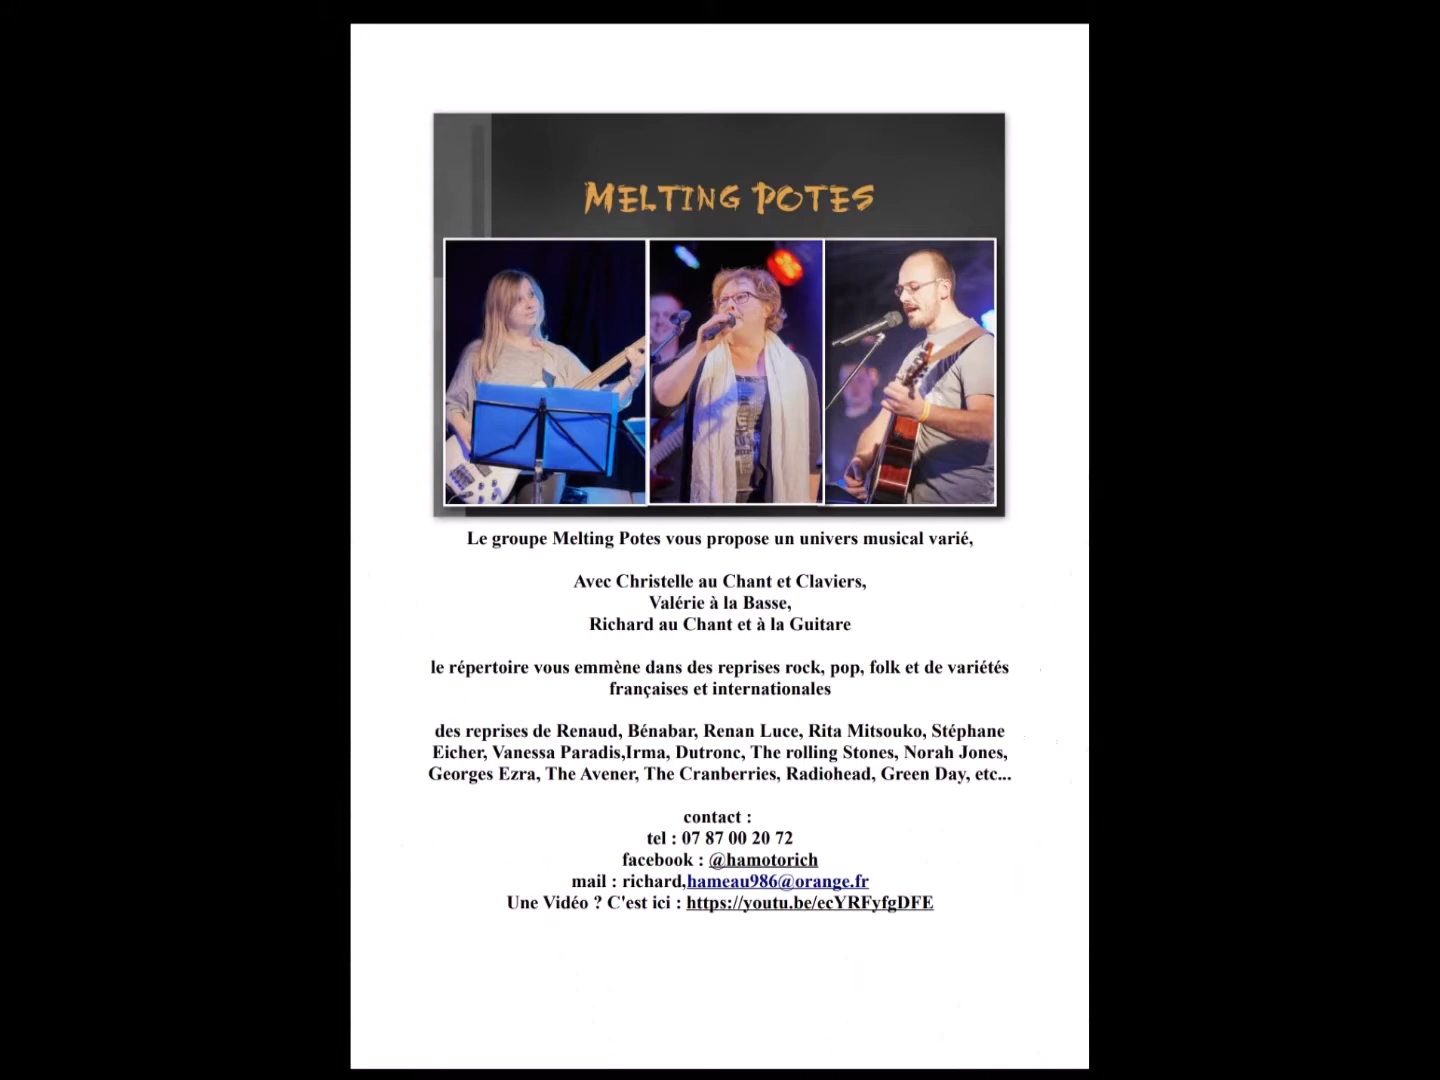 MELTING POTES
Le groupe Melting Potes vous propose un univers musical varié,
Avec Christelle au Chant et Claviers,
Valérie à la Basse,
Richard au Chant et à la Guitare
le répertoire vous emmène dans des reprises rock, pop, folk et de variétés
françaises et internationales
des reprises de Renaud, Bénabar, Renan Luce, Rita Mitsouko, Stéphane
Eicher, Vanessa Paradis,Irma, Dutronc, The rolling Stones, Norah Jones,
Georges Ezra, The Avener, The Cranberries, Radiohead, Green Day, etc...
contact :
tel : 07 87 00 20 72
facebook : @hamotorich
mail : richard,hameau986@orange.fr
Une Vidéo ? C'est ici : https://youtu.be/ecYRFyfgDFE